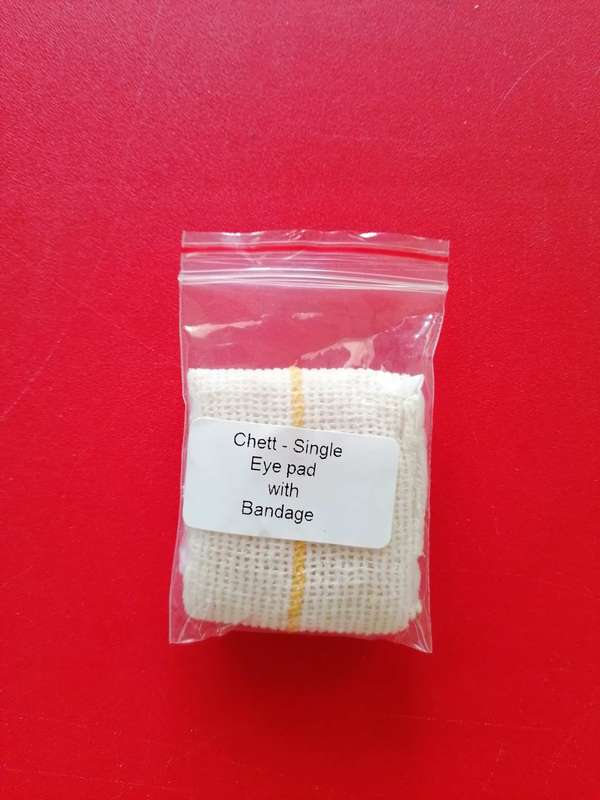 Chett - Single
Eye pad
with
Bandage